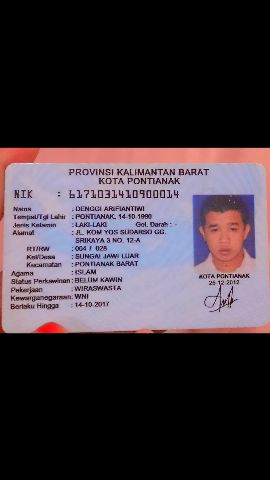 PROVINSI KALIMANTAN BARAT
KOTA PONTIANAK
NIK : 6171031410900014
Nama : DENGGI ARIFIANTIWI
Tempat/Tgl Lahir : PONTIANAK, 14-10-1990
Jenis Kelamin : LAKI-LAKI Gol. Darah : -
Alamat : JL. KOM YOS SUDARSO GG.
SRIKAYA 3 NO. 12-A
RT/RW : 004 / 028
Kel/Desa : SUNGAI JAWI LUAR
Kecamatan : PONTIANAK BARAT
Agama : ISLAM
Status Perkawinan: BELUM KAWIN
Pekerjaan : WIRASWASTA
Kewarganegaraan: WNI
Berlaku Hingga : 14-10-2017
KOTA PONTIANAK
25-12-2012